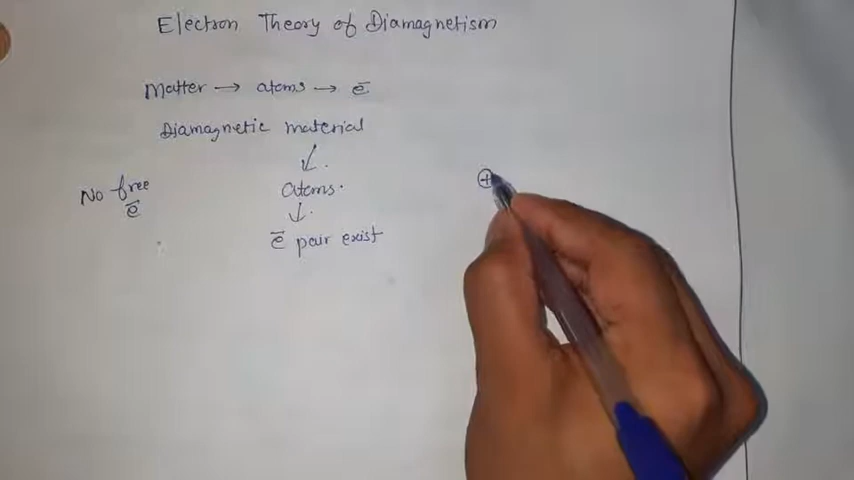 Electron Theory of Diamagnetism
Matter → atoms → e̅
Diamagnetic material
↓
No free
e̅
atoms.
↓
e̅ pair exist
+